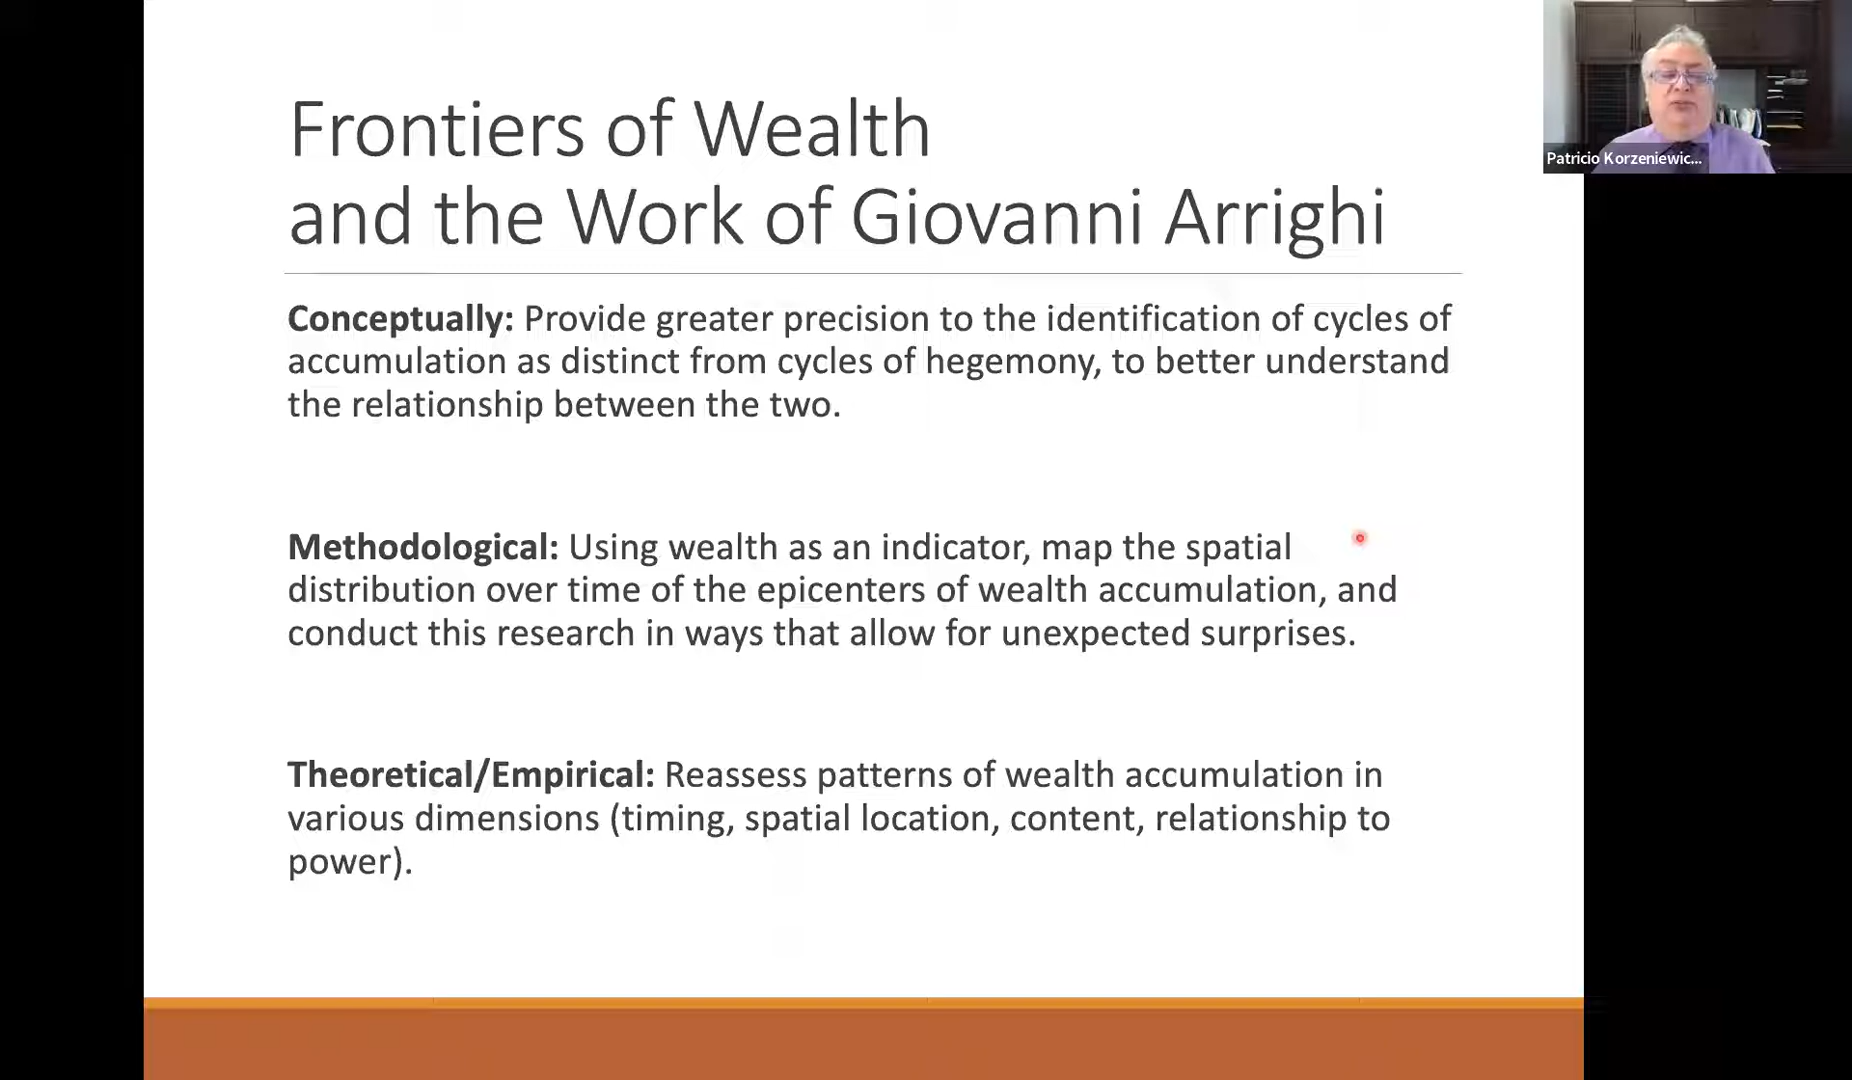 Frontiers of Wealth
and the Work of Giovanni Arrighi
Conceptually: Provide greater precision to the identification of cycles of
accumulation as distinct from cycles of hegemony, to better understand
the relationship between the two.
Methodological: Using wealth as an indicator, map the spatial
distribution over time of the epicenters of wealth accumulation, and
conduct this research in ways that allow for unexpected surprises.
Theoretical/Empirical: Reassess patterns of wealth accumulation in
various dimensions (timing, spatial location, content, relationship to
power).
Patricio Korzeniewic...